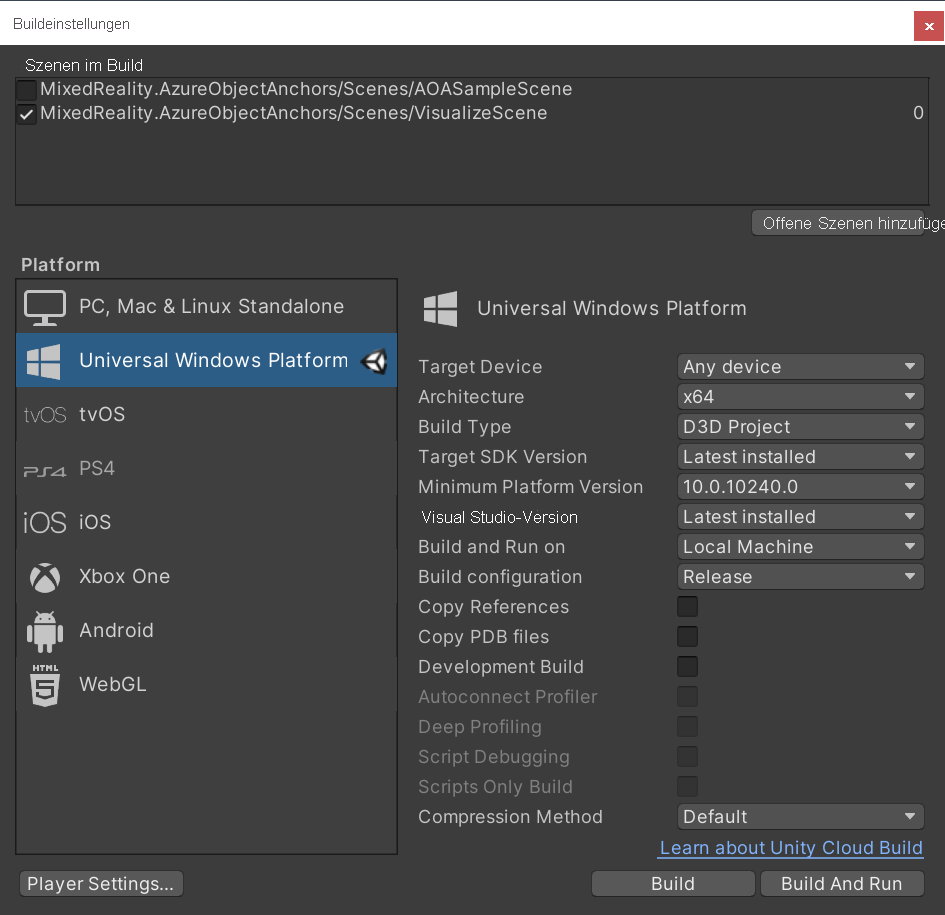 Buildeinstellungen
Szenen im Build
MixedReality.AzureObjectAnchors/Scenes/AOASampleScene
MixedReality.AzureObjectAnchors/Scenes/VisualizeScene 0
Offene Szenen hinzufüge
Platform
PC, Mac & Linux Standalone
Universal Windows Platform
tvOS tvOS
PS4 PS4
iOS iOS
Xbox One
Android
HTML
5 WebGL
Universal Windows Platform
Target Device Any device
Architecture x64
Build Type D3D Project
Target SDK Version Latest installed
Minimum Platform Version 10.0.10240.0
Visual Studio-Version Latest installed
Build and Run on Local Machine
Build configuration Release
Copy References
Copy PDB files
Development Build
Autoconnect Profiler
Deep Profiling
Script Debugging
Scripts Only Build
Compression Method Default
Learn about Unity Cloud Build
Player Settings... Build Build And Run